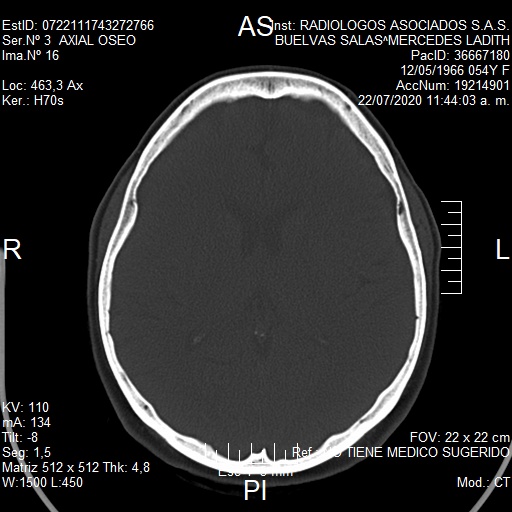 EstID: 0722111743272766
Ser.Nº 3 AXIAL OSEO
Ima.Nº 16
Loc: 463,3 Ax
Ker.: H70s
AS
Inst: RADIOLOGOS ASOCIADOS S.A.S.
BUELVAS SALAS^MERCEDES LADITH
PacID: 36667180
12/05/1966 054Y F
AccNum: 19214901
22/07/2020 11:44:03 a. m.
R
L
KV: 110
mA: 134
Tilt: -8
Seg: 1,5
Matriz 512 x 512 Thk: 4,8
W:1500 L:450
PI
FOV: 22 x 22 cm
TIENE MEDICO SUGERIDO
Mod.: CT